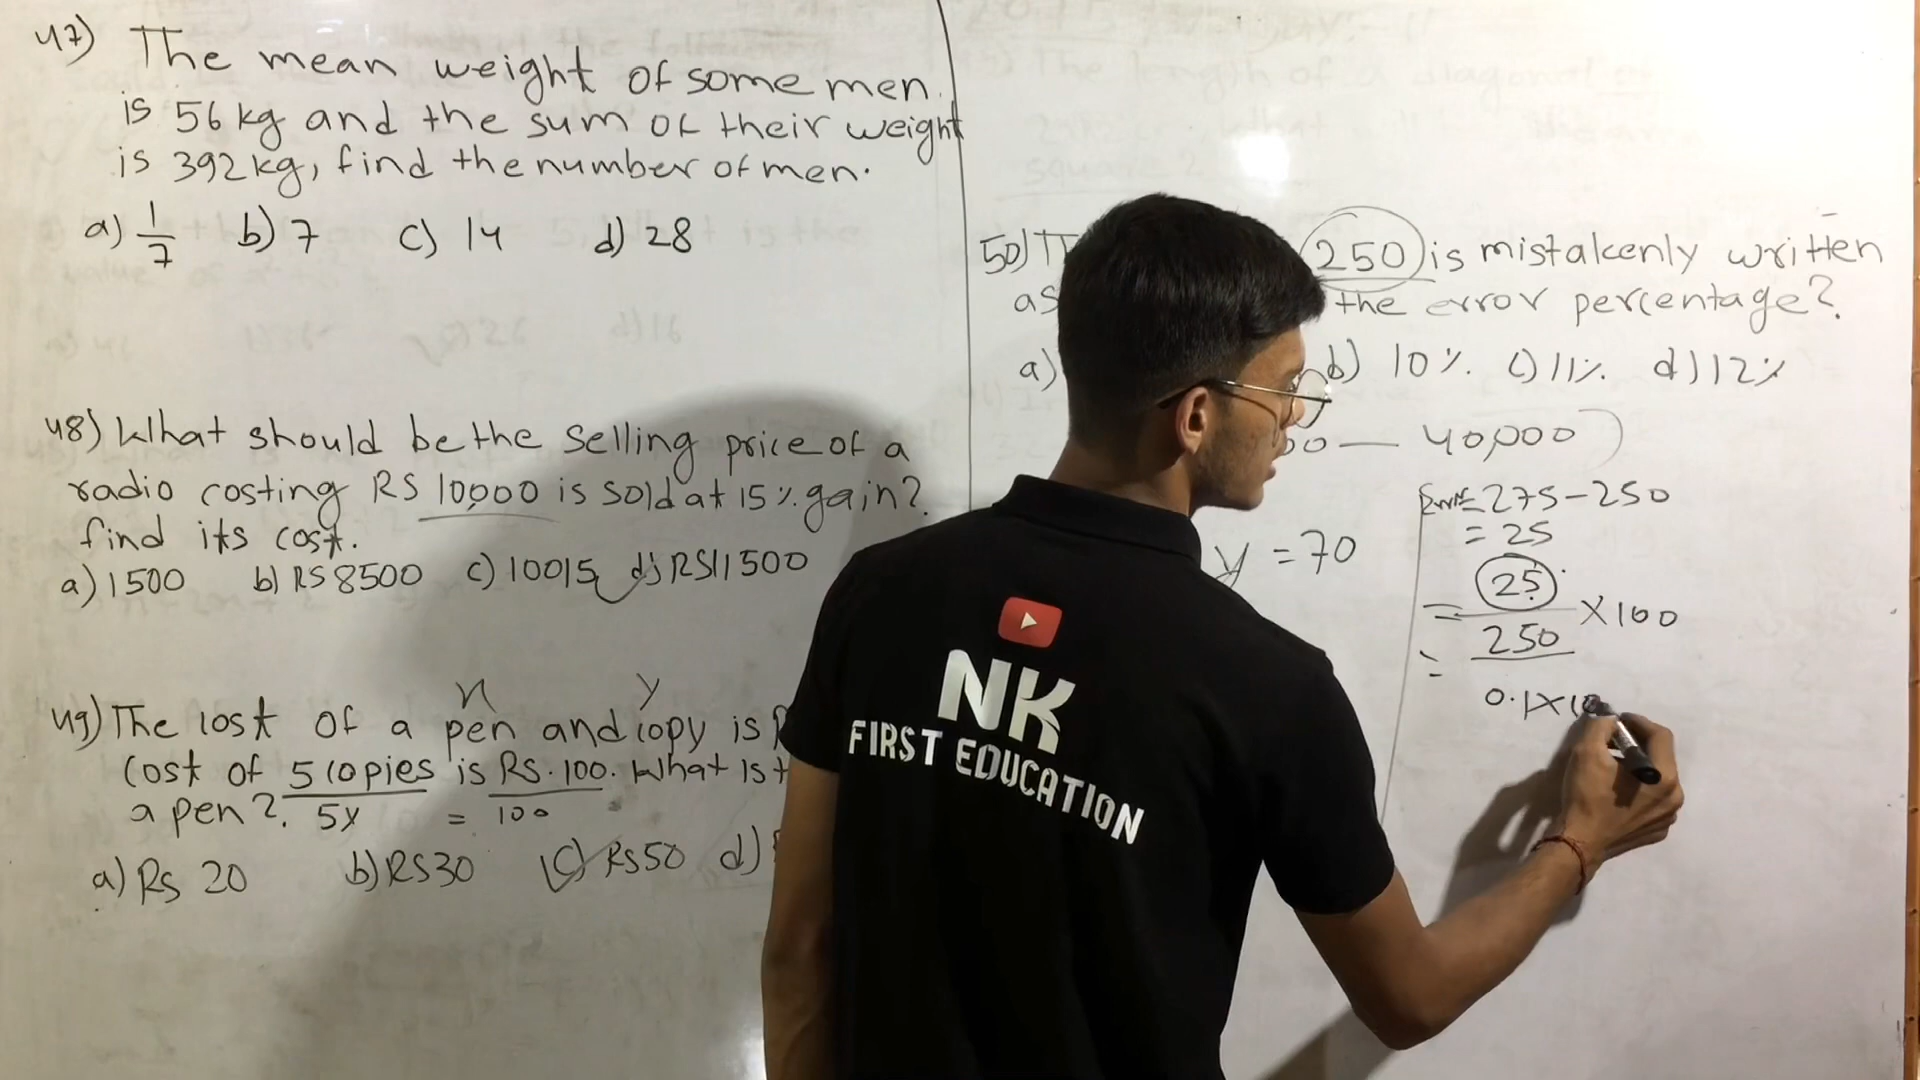 47) The mean weight of some men
is 56 kg and the sum of their weight
is 392 kg, find the number of men.
a) 1/7 b) 7 c) 14 d) 28
48) What should be the selling price of a
radio costing RS 10,000 is sold at 15% gain?
find its cost.
a) 1500 b) RS 8500 c) 10015 d) RS 11500
x y
49) The cost of a pen and copy is
Cost of 5 copies is Rs. 100. What is
a pen?. 5y = 100
a) Rs 20 b) RS 30 c) Rs 50 d)
50) 250 is mistakenly written
as the error percentage?
a) b) 10% c) 11% d) 12%
40,000
y = 70
= 275 - 250
= 25
= 25
250 × 100
=
0.1 × 10
NK
FIRST EDUCATION